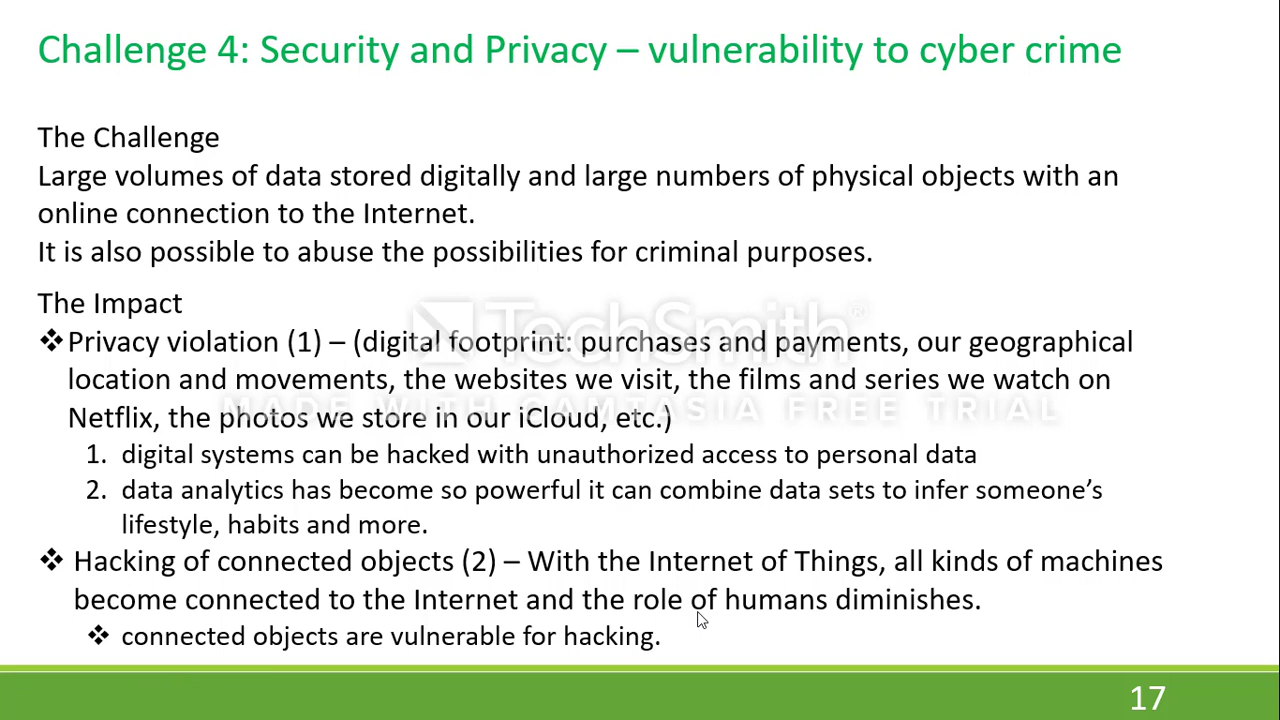 Challenge 4: Security and Privacy – vulnerability to cyber crime
The Challenge
Large volumes of data stored digitally and large numbers of physical objects with an
online connection to the Internet.
It is also possible to abuse the possibilities for criminal purposes.
The Impact
TechSmith®
❖Privacy violation (1) – (digital footprint: purchases and payments, our geographical
location and movements, the websites we visit, the films and series we watch on
MADE WITH CAMTASIA FREE TRIAL
Netflix, the photos we store in our iCloud, etc.)
1. digital systems can be hacked with unauthorized access to personal data
2. data analytics has become so powerful it can combine data sets to infer someone’s
lifestyle, habits and more.
❖ Hacking of connected objects (2) – With the Internet of Things, all kinds of machines
become connected to the Internet and the role of humans diminishes.
❖ connected objects are vulnerable for hacking.
17